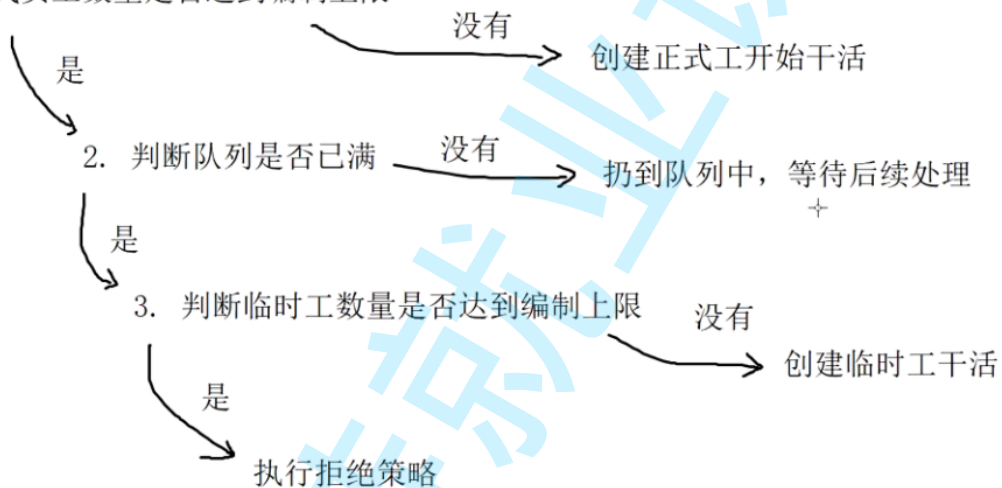 没有
创建正式工开始干活
是
2. 判断队列是否已满
没有
扔到队列中，等待后续处理
是
3. 判断临时工数量是否达到编制上限
没有
创建临时工干活
是
执行拒绝策略
就业